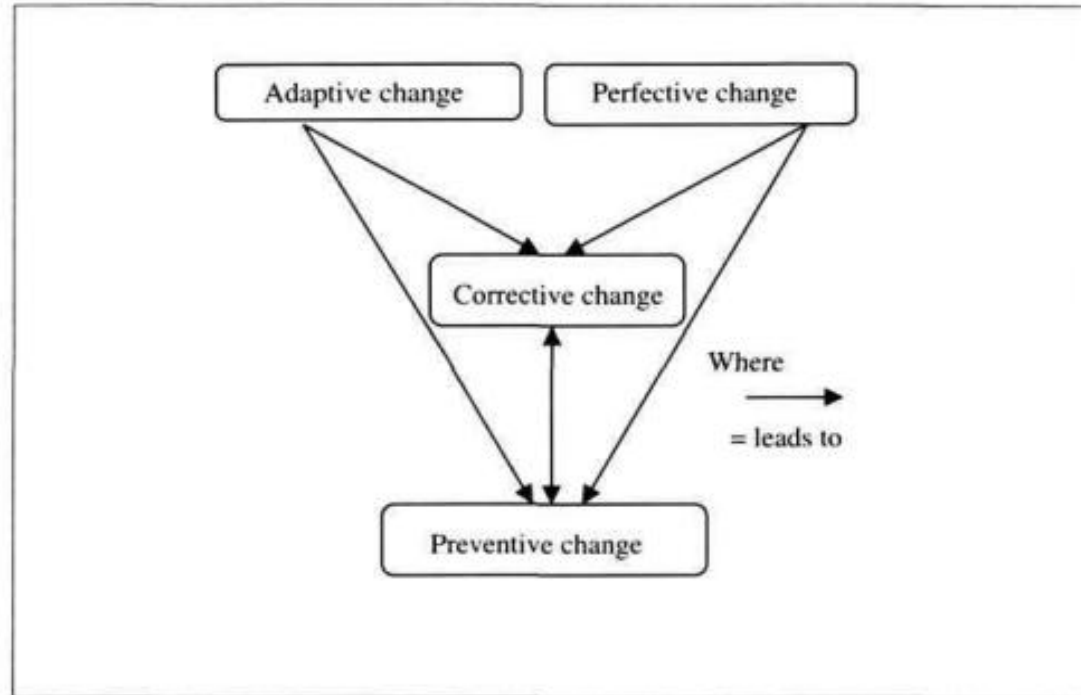 Adaptive change
Perfective change
Corrective change
Where
= leads to
Preventive change